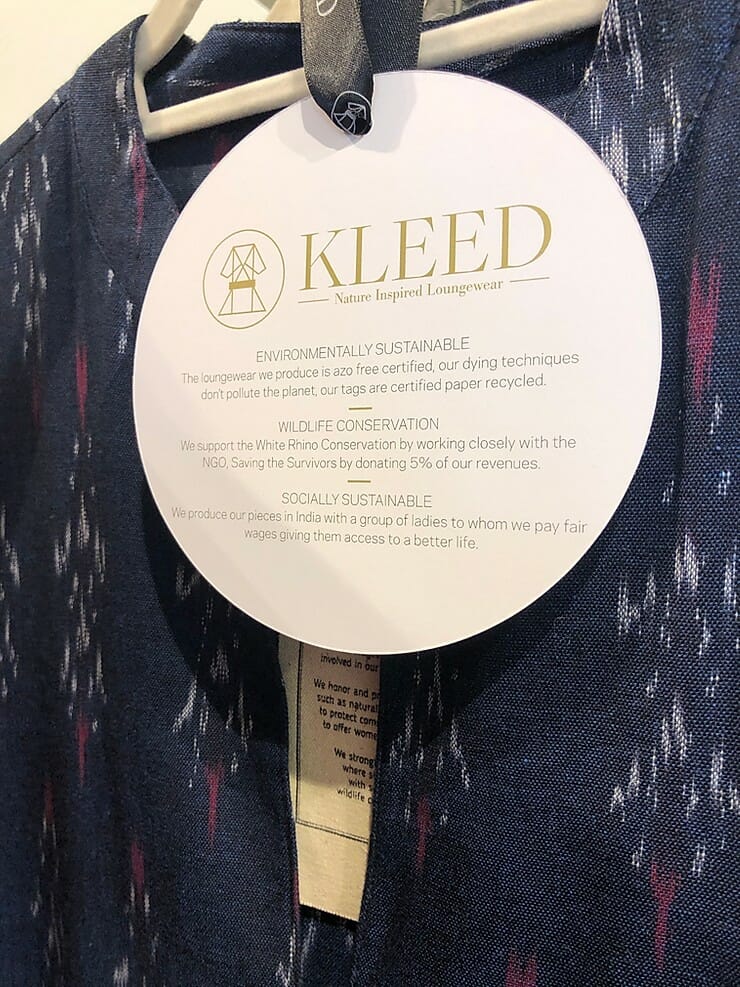 KLEED
Nature Inspired Loungewear
ENVIRONMENTALLY SUSTAINABLE
The loungewear we produce is azo free certified, our dying techniques
don't pollute the planet, our tags are certified paper recycled.
WILDLIFE CONSERVATION
We support the White Rhino Conservation by working closely with the
NGO, Saving the Survivors by donating 5% of our revenues.
SOCIALLY SUSTAINABLE
We produce our pieces in India with a group of ladies to whom we pay fair
wages giving them access to a better life.
involved in our
We honor and
such as natural
to protect
to offer
We
where
with
wildlife